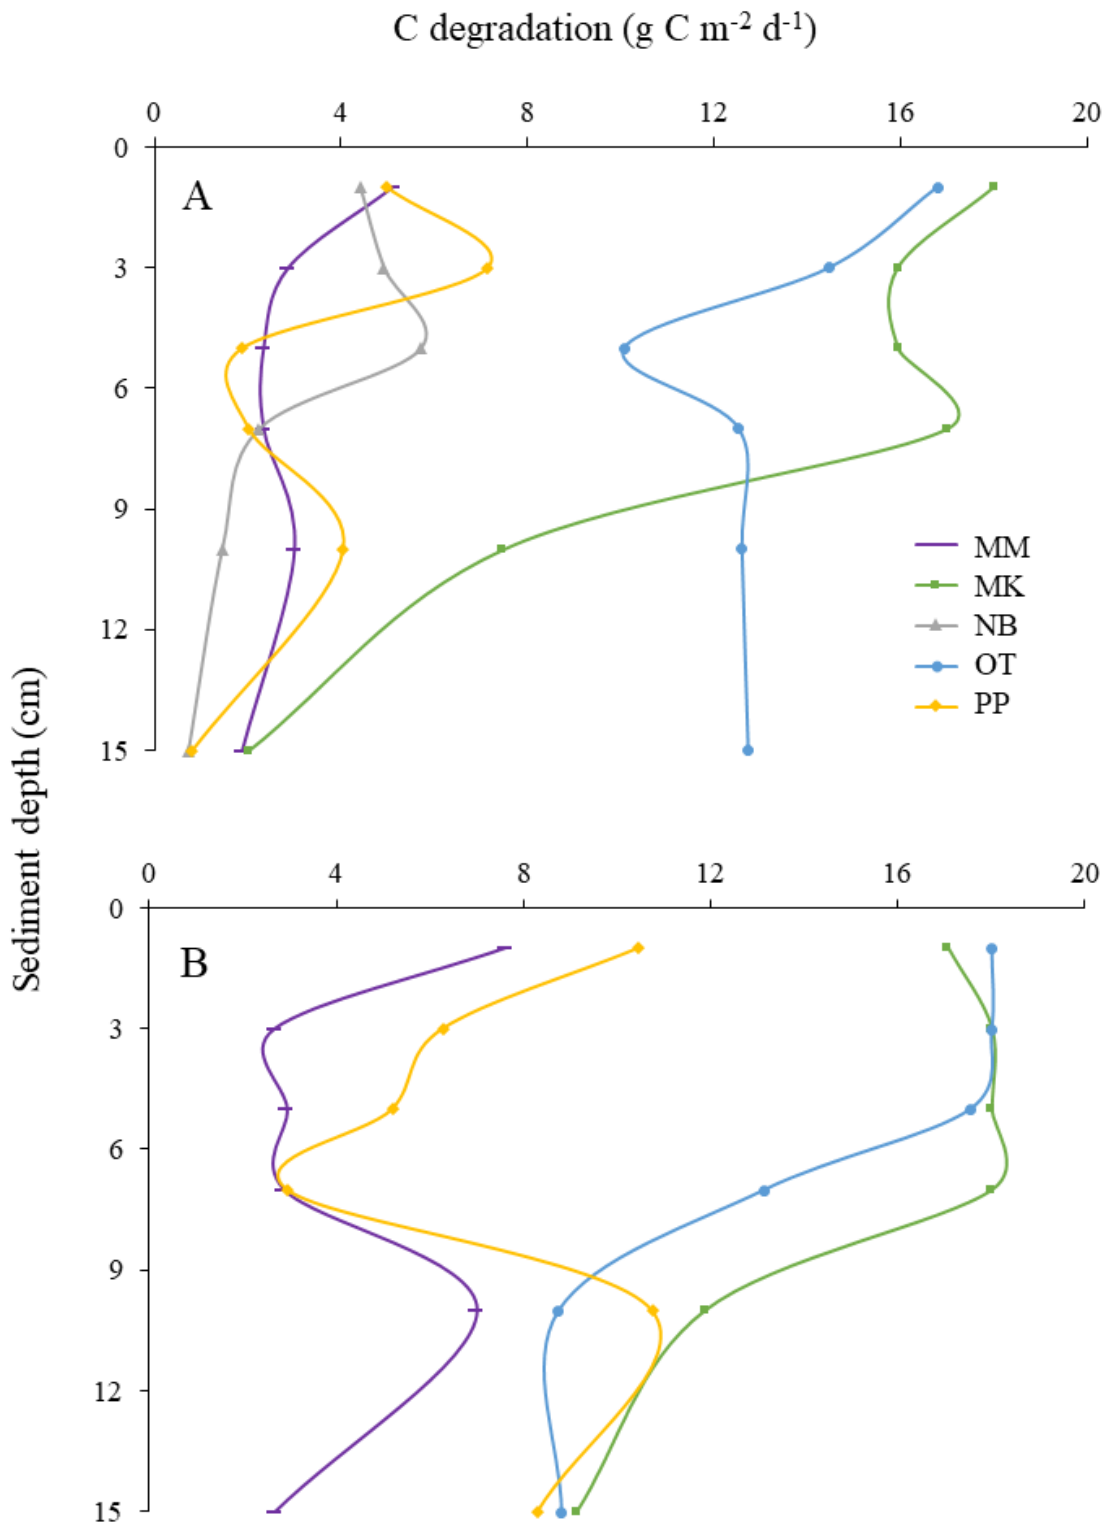 C degradation (g C m⁻² d⁻¹)
0 4 8 12 16 20
0
A
3
6
9
12
15
MM
MK
NB
OT
PP
Sediment depth (cm)
0 4 8 12 16 20
0
B
3
6
9
12
15